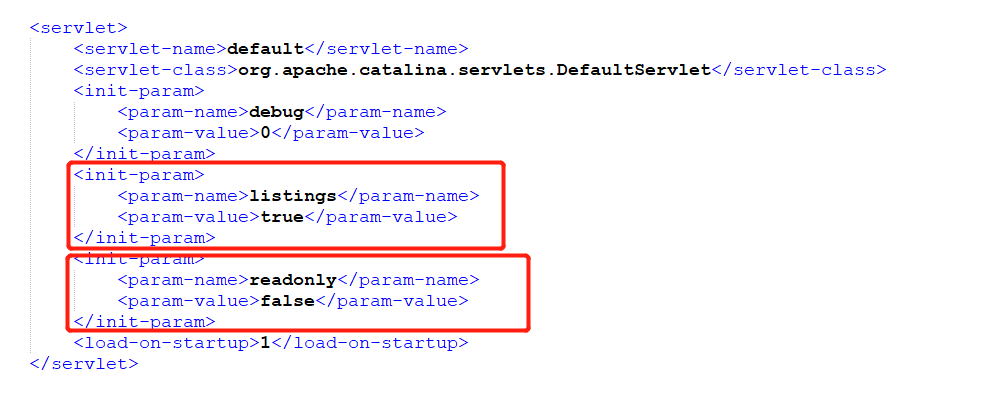 <servlet>
<servlet-name>default</servlet-name>
<servlet-class>org.apache.catalina.servlets.DefaultServlet</servlet-class>
<init-param>
<param-name>debug</param-name>
<param-value>0</param-value>
</init-param>
<init-param>
<param-name>listings</param-name>
<param-value>true</param-value>
</init-param>
<init-param>
<param-name>readonly</param-name>
<param-value>false</param-value>
</init-param>
<load-on-startup>1</load-on-startup>
</servlet>